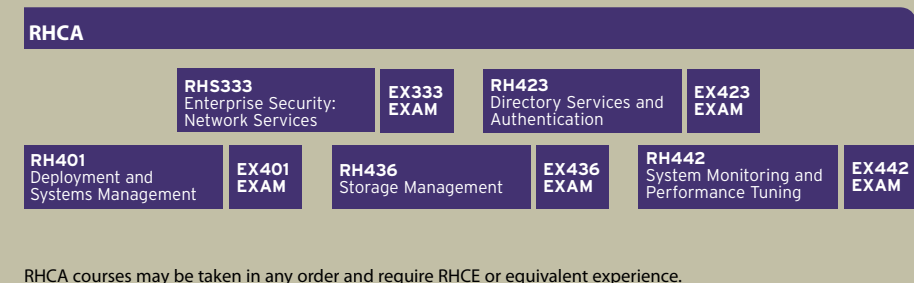 RHCA
RHS333
Enterprise Security:
Network Services
EX333
EXAM
RH423
Directory Services and
Authentication
EX423
EXAM
RH401
Deployment and
Systems Management
EX401
EXAM
RH436
Storage Management
EX436
EXAM
RH442
System Monitoring and
Performance Tuning
EX442
EXAM
RHCA courses may be taken in any order and require RHCE or equivalent experience.